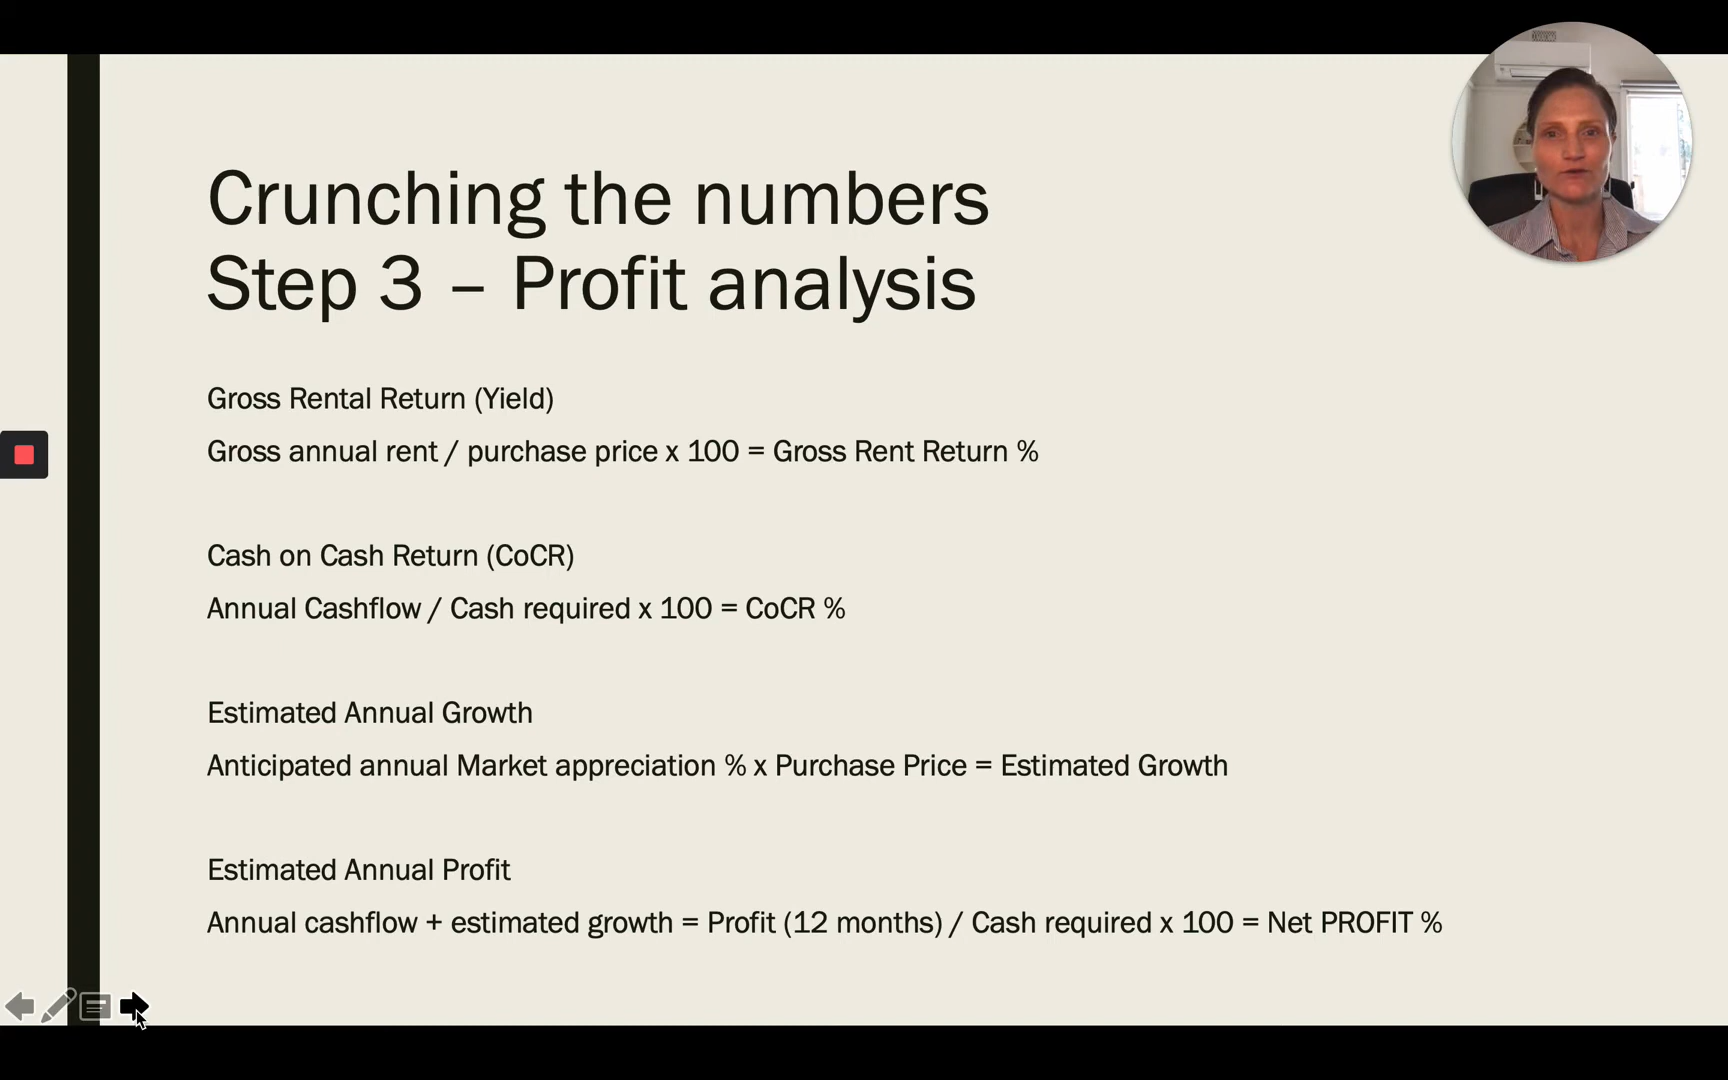 Crunching the numbers
Step 3 – Profit analysis
Gross Rental Return (Yield)
Gross annual rent / purchase price x 100 = Gross Rent Return %
Cash on Cash Return (CoCR)
Annual Cashflow / Cash required x 100 = CoCR %
Estimated Annual Growth
Anticipated annual Market appreciation % x Purchase Price = Estimated Growth
Estimated Annual Profit
Annual cashflow + estimated growth = Profit (12 months) / Cash required x 100 = Net PROFIT %